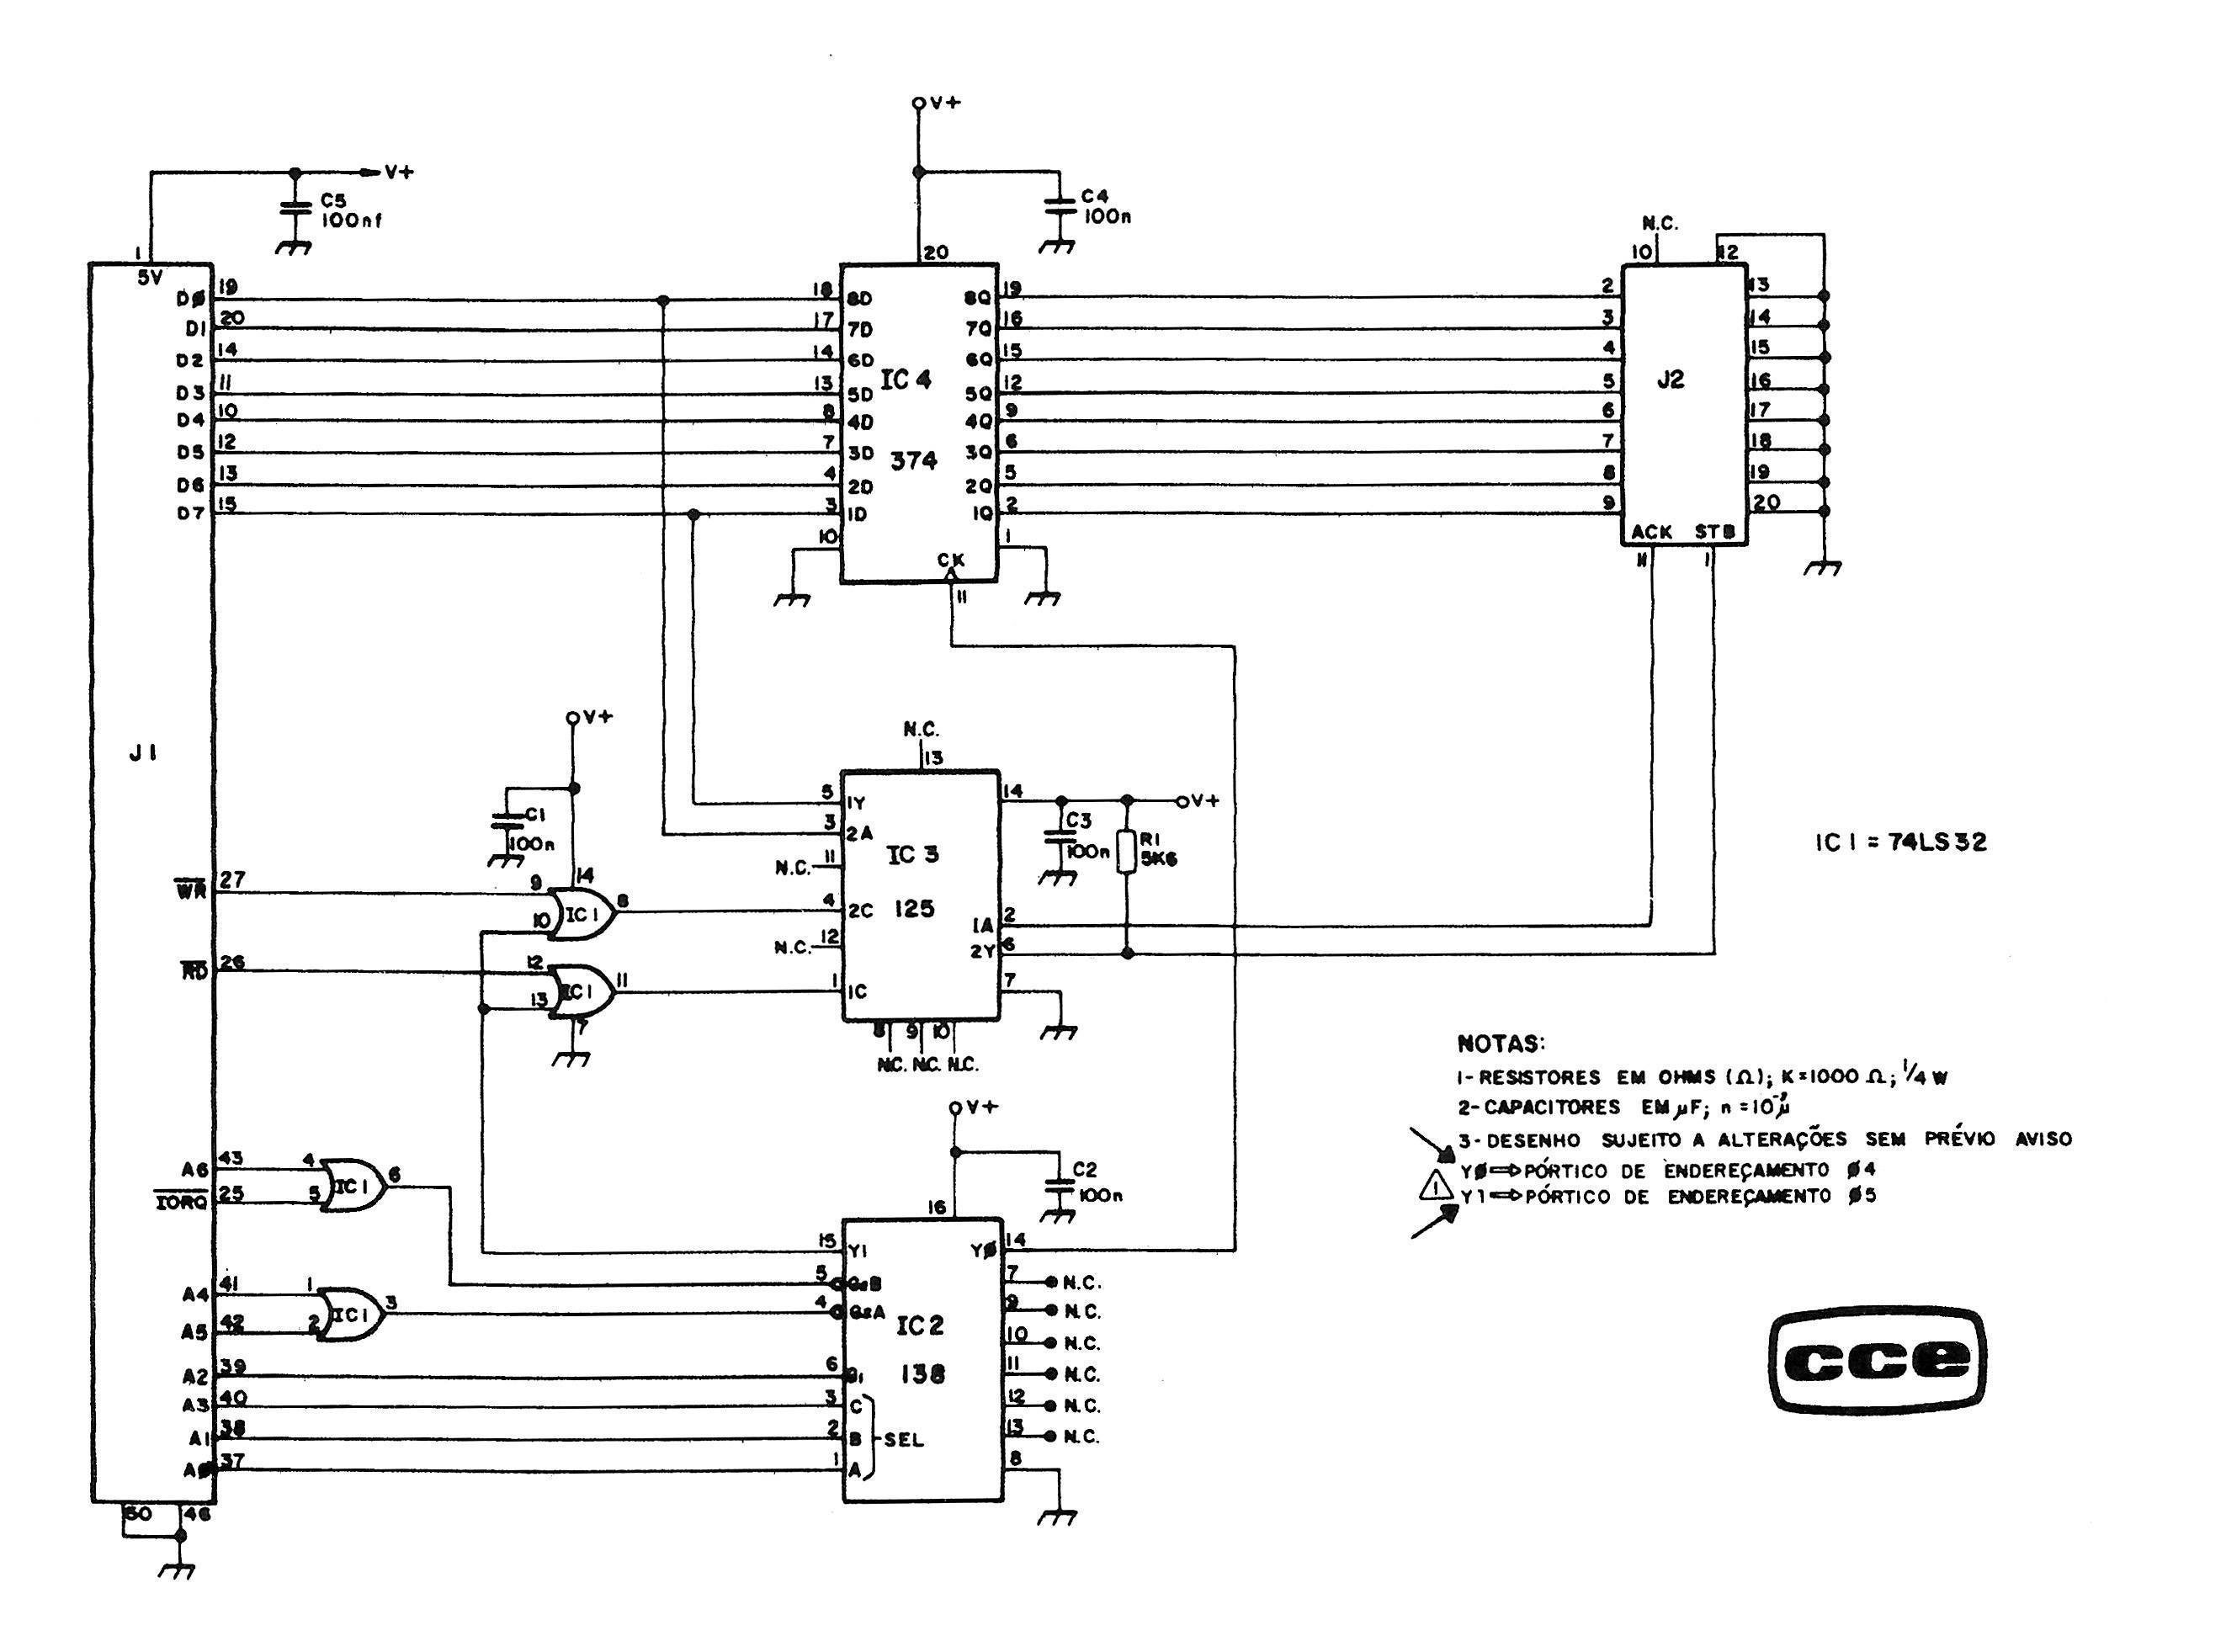 V+
V+
C5
100nf
C4
100n
N.C.
1
5V
20
10
12
DØ 19
D1 20
D2 14
D3 11
D4 10
D5 12
D6 13
D7 15
18 8D
17 7D
14 6D
13 5D
8 4D
7 3D
4 2D
3 1D
10
IC 4
374
CK
11
8Q 19
7Q 16
6Q 15
5Q 12
4Q 9
3Q 6
2Q 5
1Q 2
1
2
3
4
5
6
7
8
9
J2
13
14
15
16
17
18
19
20
ACK STB
11 1
J1
V+
C1
100n
14
N.C.
13
5 1Y
3 2A
N.C. 11
4 2C
N.C. 12
1 1C
IC 3
125
14
V+
C3
100n
R1
5K6
1A 2
2Y 6
7
8 9 10
N.C. N.C. N.C.
IC1 = 74LS32
WR 27
9
10
IC1
8
RD 26
12
13
IC1
11
7
NOTAS:
1- RESISTORES EM OHMS (Ω); K=1000 Ω; 1/4 W
2- CAPACITORES EM µF; n =10⁻⁹µ
3- DESENHO SUJEITO A ALTERAÇÕES SEM PRÉVIO AVISO
YØ⇒PÓRTICO DE ENDEREÇAMENTO Ø4
1 Y1⇒PÓRTICO DE ENDEREÇAMENTO Ø5
V+
C2
100n
16
A6 43
IORQ 25
4
5
IC1
6
A4 41
A5 42
1
2
IC1
3
A2 39
A3 40
A1 38
AØ 37
15 Y1
5 G2B
4 G2A
6 G1
3 C
2 B
1 A
SEL
IC2
138
YØ 14
7 N.C.
9 N.C.
10 N.C.
11 N.C.
12 N.C.
13 N.C.
8
50 46
cce